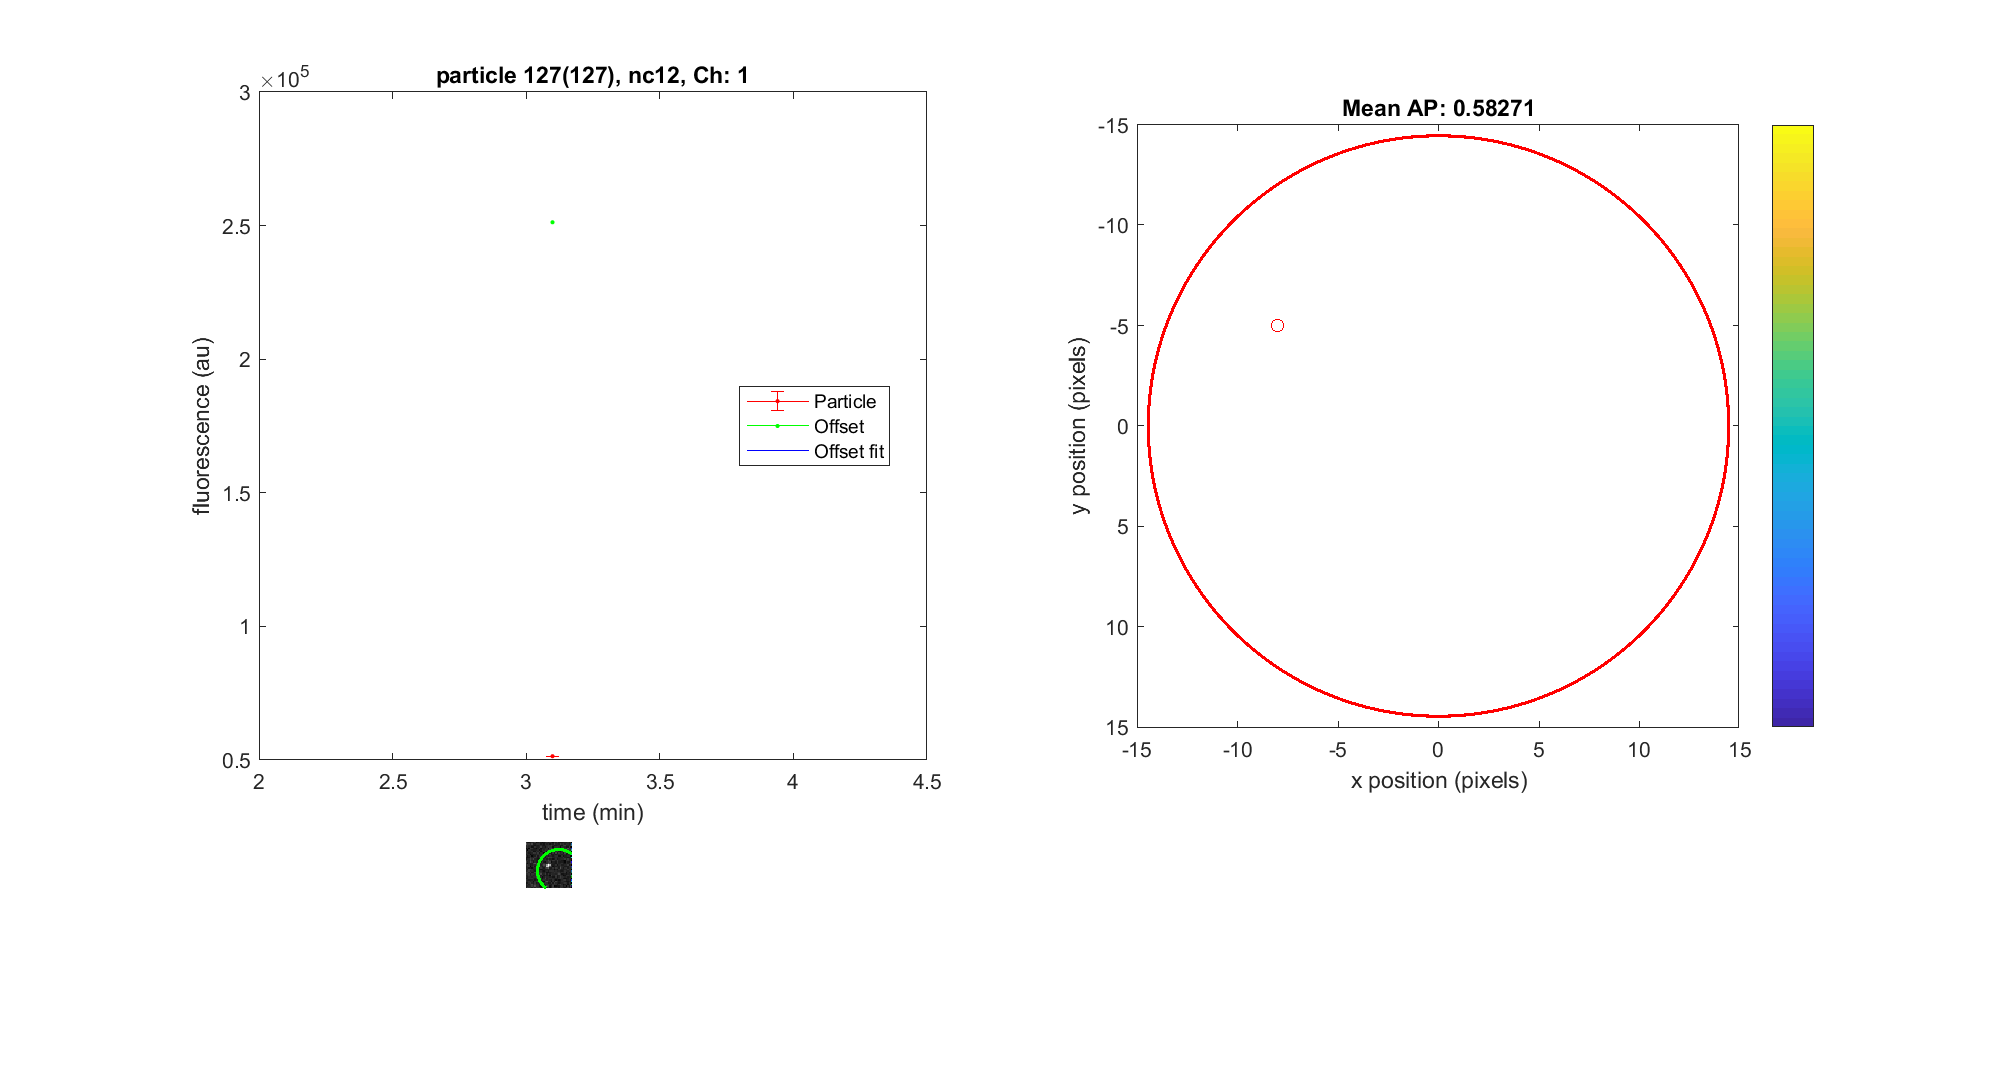 particle 127(127), nc12, Ch: 1
×10^5
3
2.5
2
1.5
1
0.5
fluorescence (au)
2 2.5 3 3.5 4 4.5
time (min)
Particle
Offset
Offset fit
Mean AP: 0.58271
-15
-10
-5
0
5
10
15
y position (pixels)
-15 -10 -5 0 5 10 15
x position (pixels)